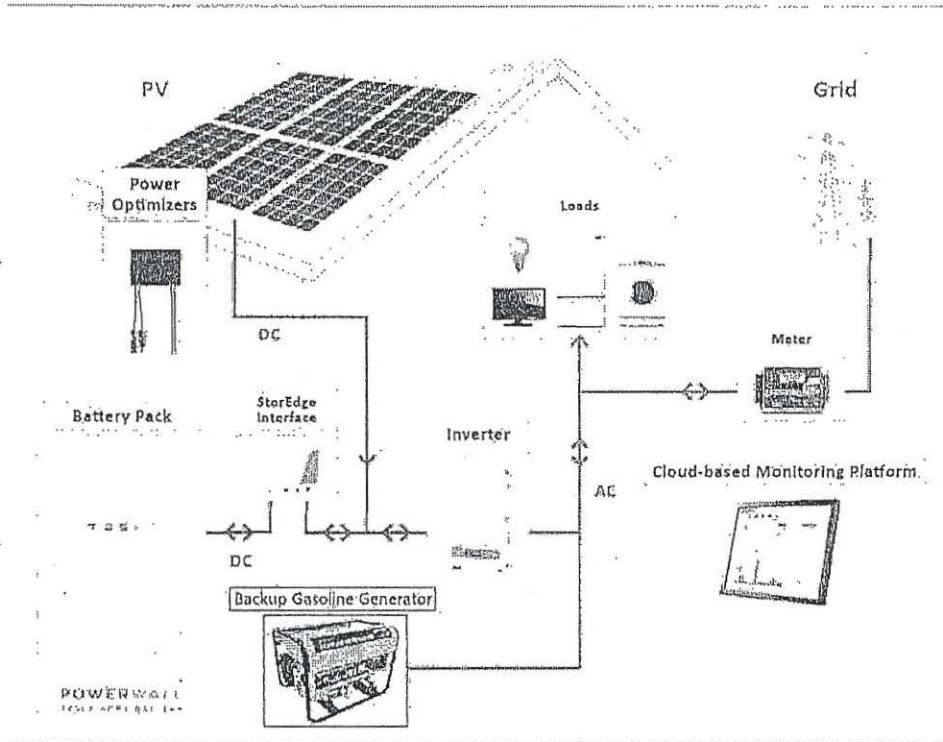 PV
Grid
Power
Optimizers
Loads
DC
Meter
Battery Pack
StorEdge
Interface
Inverter
Cloud-based Monitoring Platform
AC
DC
Backup Gasoline Generator
POWERWALL